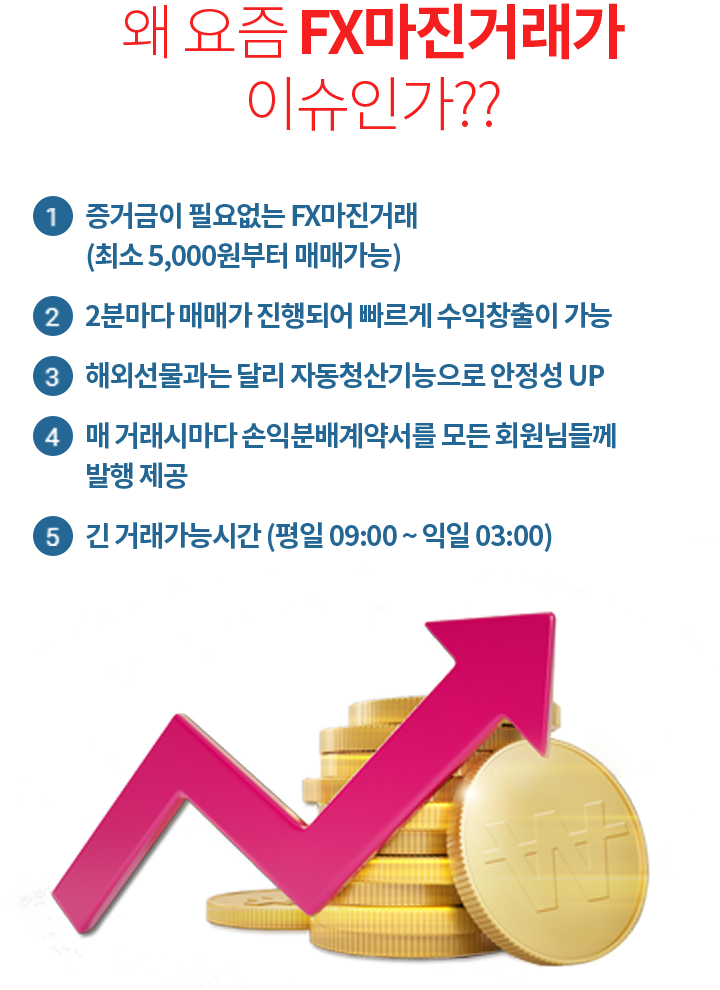 왜 요즘 FX마진거래가
이슈인가??
1 증거금이 필요없는 FX마진거래
(최소 5,000원부터 매매가능)
2 2분마다 매매가 진행되어 빠르게 수익창출이 가능
3 해외선물과는 달리 자동청산기능으로 안정성 UP
4 매 거래시마다 손익분배계약서를 모든 회원님들께
발행 제공
5 긴 거래가능시간 (평일 09:00 ~ 익일 03:00)
₩